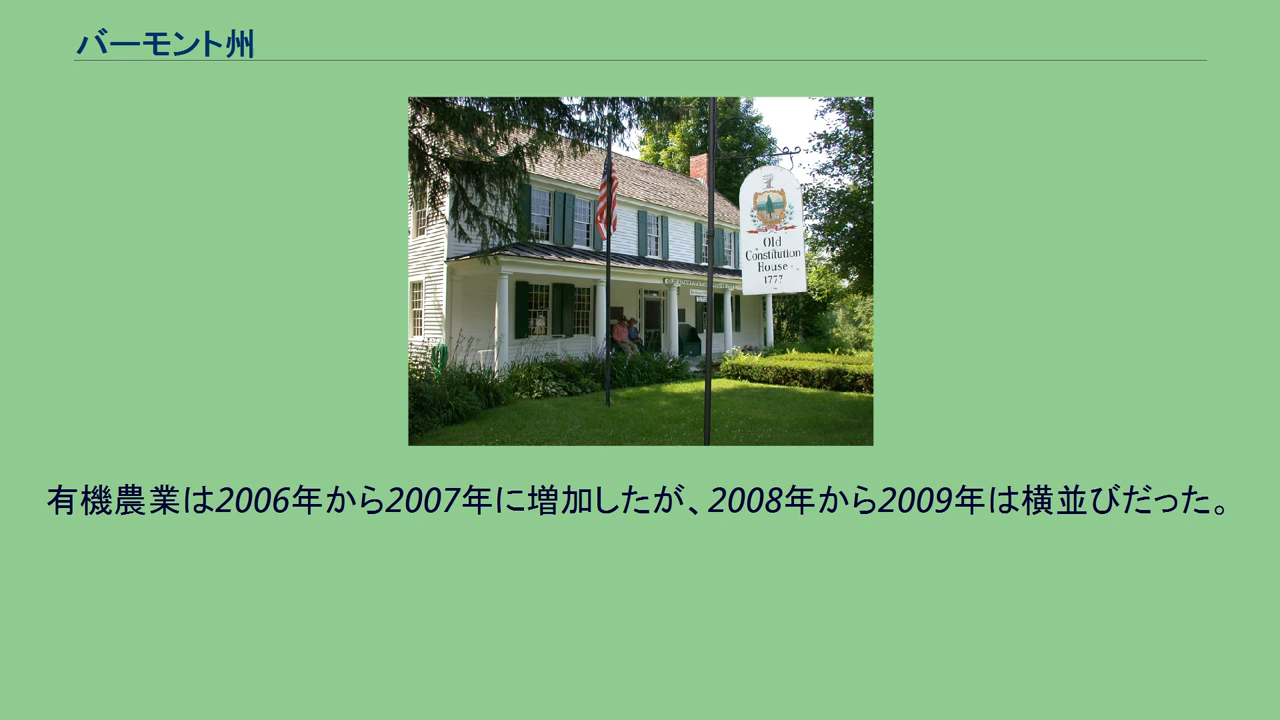 バーモント州
Old
Constitution
House
1777
有機農業は2006年から2007年に増加したが、2008年から2009年は横並びだった。